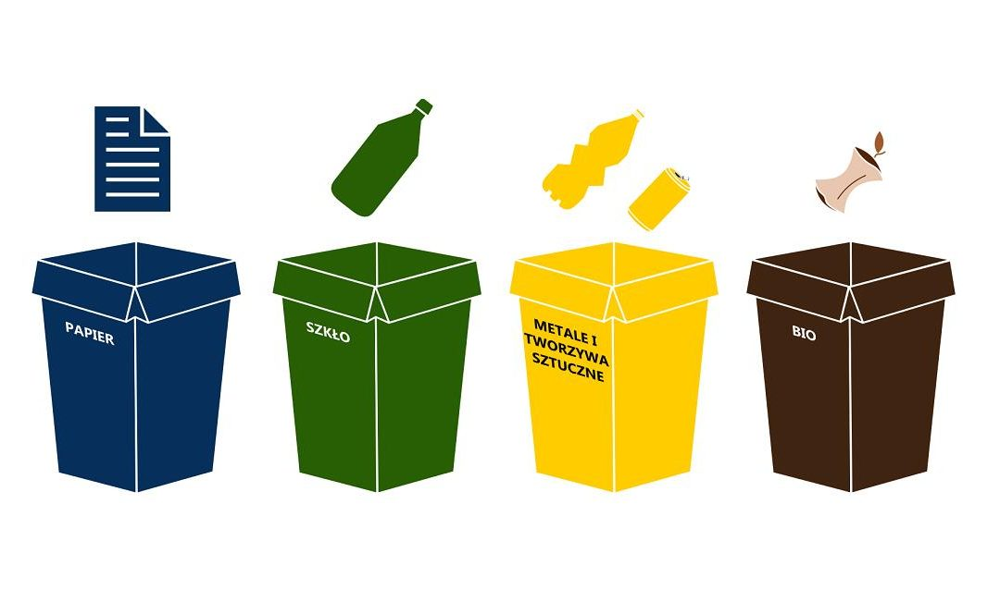 PAPIER
SZKŁO
METALE I
TWORZYWA
SZTUCZNE
BIO